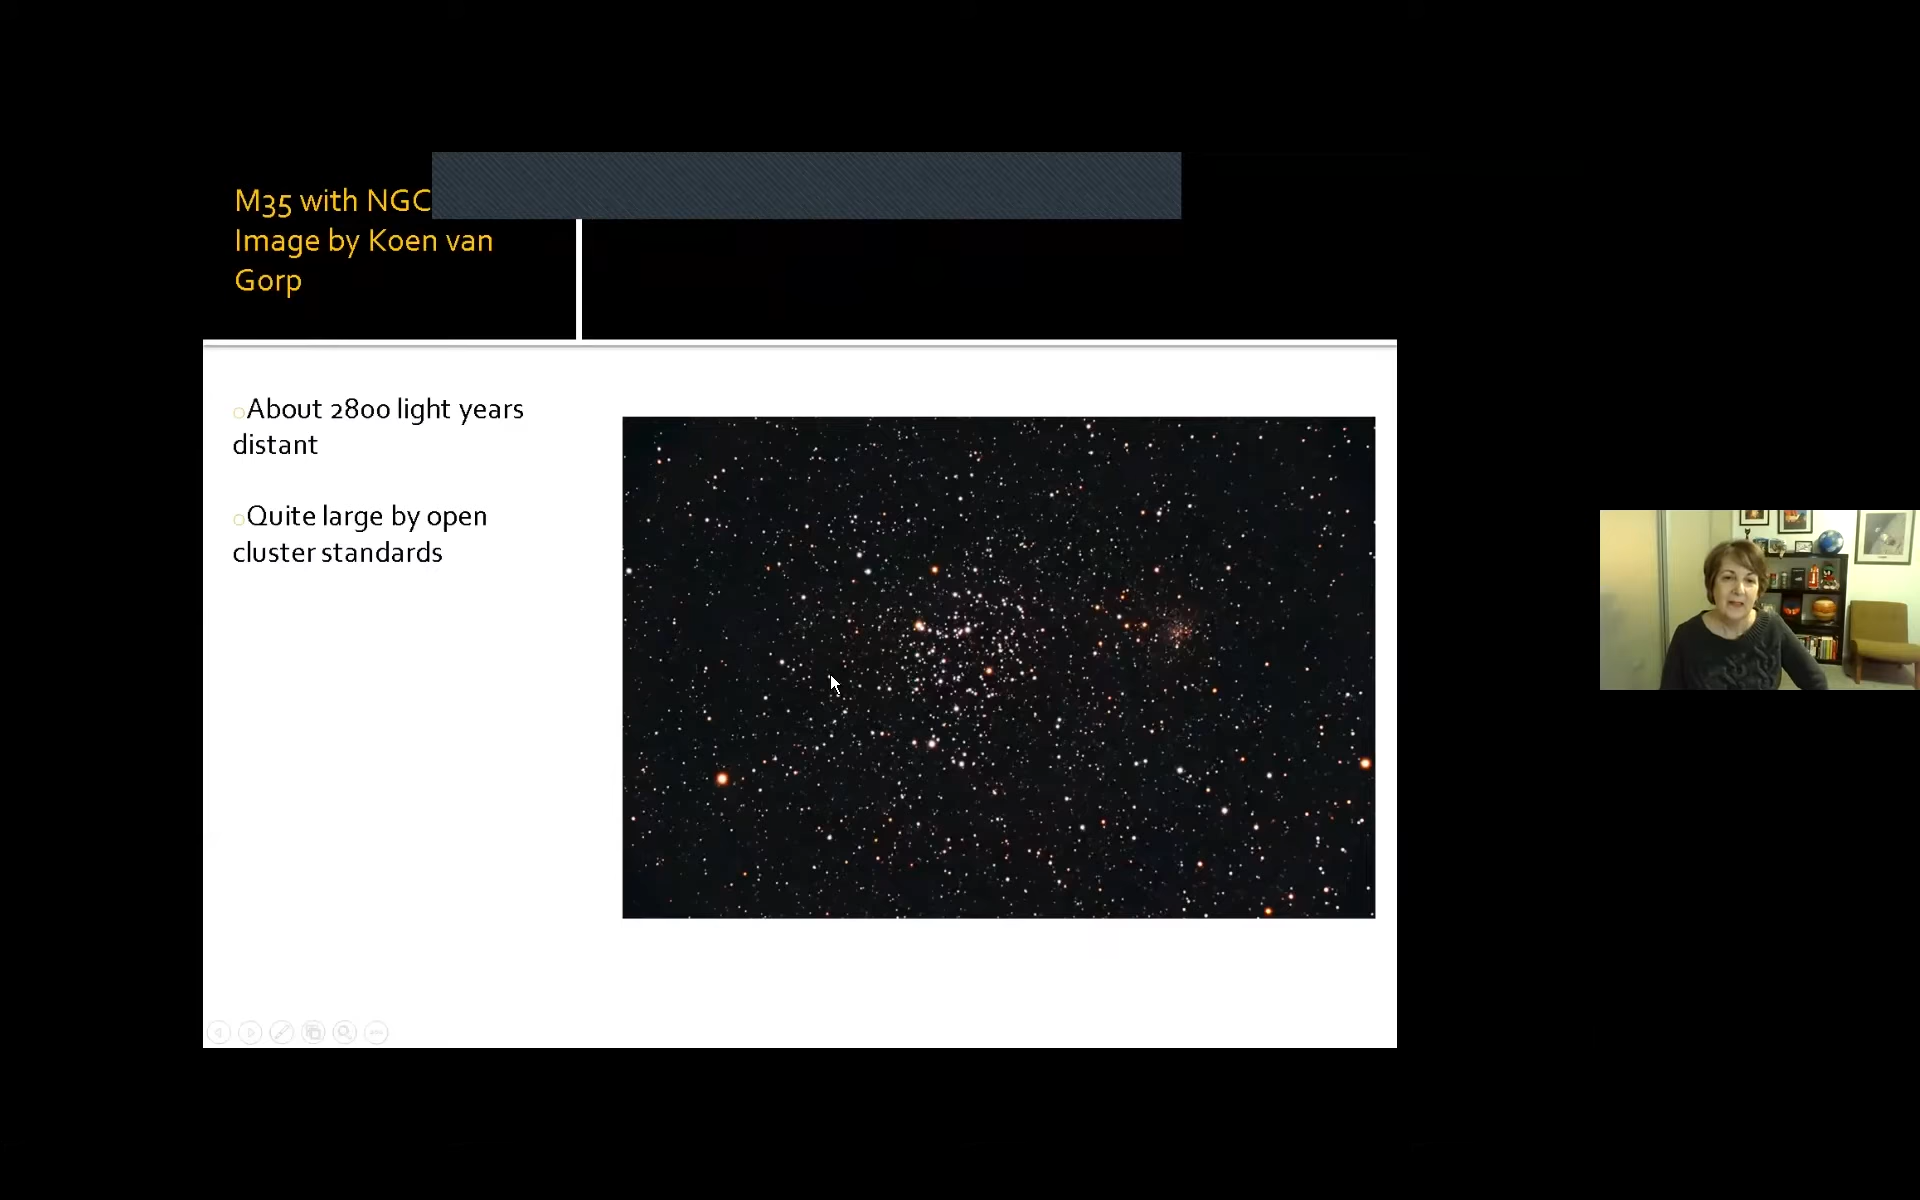 M35 with NGC
Image by Koen van
Gorp
About 2800 light years
distant
Quite large by open
cluster standards